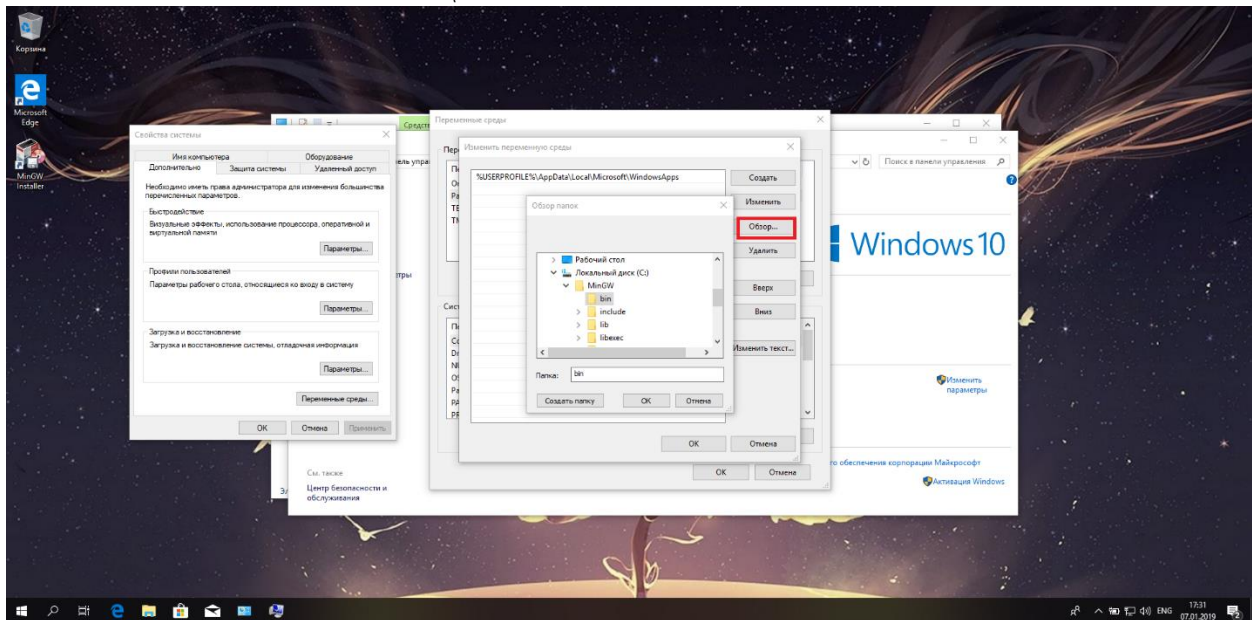 Корзина
Microsoft
Edge
MinGW
Installer
Свойства системы
Имя компьютера
Оборудование
Дополнительно
Защита системы
Удаленный доступ
Необходимо иметь права администратора для изменения большинства
перечисленных параметров.
Быстродействие
Визуальные эффекты, использование процессора, оперативной и
виртуальной памяти
Параметры...
Профили пользователей
Параметры рабочего стола, относящиеся ко входу в систему
Параметры...
Загрузка и восстановление
Загрузка и восстановление системы, отладочная информация
Параметры...
Переменные среды...
ОК
Отмена
Применить
См. также
Центр безопасности и
обслуживания
Переменные среды
Изменить переменную среды
%USERPROFILE%\AppData\Local\Microsoft\WindowsApps
Создать
Изменить
Обзор...
Удалить
Вверх
Вниз
Изменить текст...
Обзор папок
Рабочий стол
Локальный диск (C:)
MinGW
bin
include
lib
libexec
Папка:
bin
Создать папку
ОК
Отмена
ОК
Отмена
ОК
Отмена
Поиск в панели управления
Windows 10
Изменить
параметры
го обеспечения корпорации Майкрософт
Активация Windows
ENG
17:31
07.01.2019